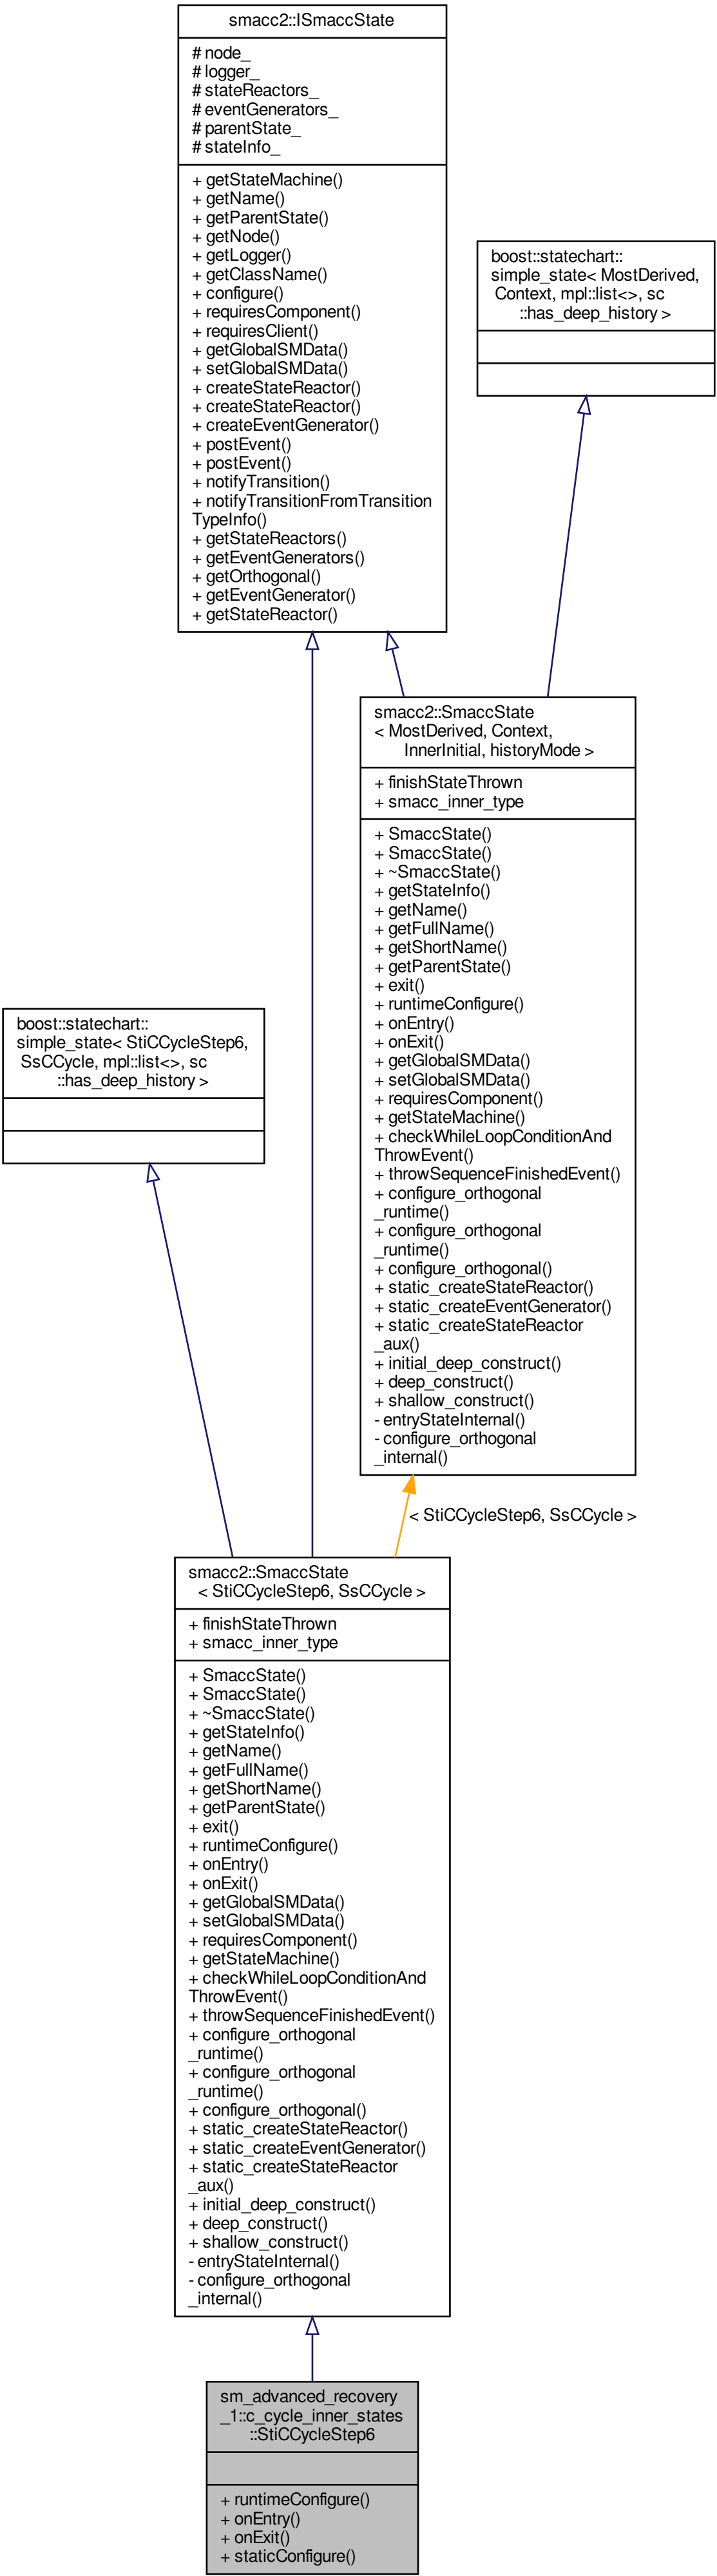 smacc2::ISmaccState
# node_
# logger_
# stateReactors_
# eventGenerators_
# parentState_
# stateInfo_
+ getStateMachine()
+ getName()
+ getParentState()
+ getNode()
+ getLogger()
+ getClassName()
+ configure()
+ requiresComponent()
+ requiresClient()
+ getGlobalSMData()
+ setGlobalSMData()
+ createStateReactor()
+ createStateReactor()
+ createEventGenerator()
+ postEvent()
+ postEvent()
+ notifyTransition()
+ notifyTransitionFromTransition
TypeInfo()
+ getStateReactors()
+ getEventGenerators()
+ getOrthogonal()
+ getEventGenerator()
+ getStateReactor()
boost::statechart::
simple_state< MostDerived,
Context, mpl::list<>, sc
::has_deep_history >
smacc2::SmaccState
< MostDerived, Context,
InnerInitial, historyMode >
+ finishStateThrown
+ smacc_inner_type
+ SmaccState()
+ SmaccState()
+ ~SmaccState()
+ getStateInfo()
+ getName()
+ getFullName()
+ getShortName()
+ getParentState()
+ exit()
+ runtimeConfigure()
+ onEntry()
+ onExit()
+ getGlobalSMData()
+ setGlobalSMData()
+ requiresComponent()
+ getStateMachine()
+ checkWhileLoopConditionAnd
ThrowEvent()
+ throwSequenceFinishedEvent()
+ configure_orthogonal
_runtime()
+ configure_orthogonal
_runtime()
+ configure_orthogonal()
+ static_createStateReactor()
+ static_createEventGenerator()
+ static_createStateReactor
_aux()
+ initial_deep_construct()
+ deep_construct()
+ shallow_construct()
- entryStateInternal()
- configure_orthogonal
_internal()
boost::statechart::
simple_state< StiCCycleStep6,
SsCCycle, mpl::list<>, sc
::has_deep_history >
< StiCCycleStep6, SsCCycle >
smacc2::SmaccState
< StiCCycleStep6, SsCCycle >
+ finishStateThrown
+ smacc_inner_type
+ SmaccState()
+ SmaccState()
+ ~SmaccState()
+ getStateInfo()
+ getName()
+ getFullName()
+ getShortName()
+ getParentState()
+ exit()
+ runtimeConfigure()
+ onEntry()
+ onExit()
+ getGlobalSMData()
+ setGlobalSMData()
+ requiresComponent()
+ getStateMachine()
+ checkWhileLoopConditionAnd
ThrowEvent()
+ throwSequenceFinishedEvent()
+ configure_orthogonal
_runtime()
+ configure_orthogonal
_runtime()
+ configure_orthogonal()
+ static_createStateReactor()
+ static_createEventGenerator()
+ static_createStateReactor
_aux()
+ initial_deep_construct()
+ deep_construct()
+ shallow_construct()
- entryStateInternal()
- configure_orthogonal
_internal()
sm_advanced_recovery
_1::c_cycle_inner_states
::StiCCycleStep6
+ runtimeConfigure()
+ onEntry()
+ onExit()
+ staticConfigure()